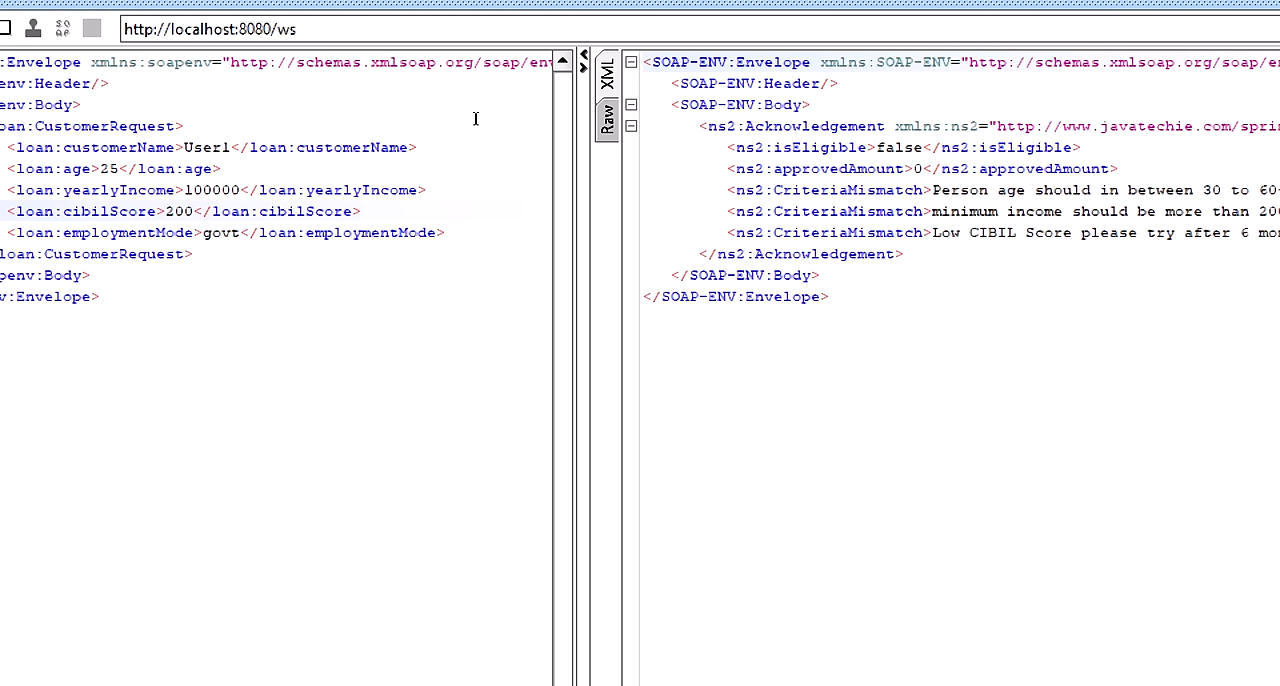 http://localhost:8080/ws
:Envelope xmlns:soapenv="http://schemas.xmlsoap.org/soap/env
env:Header/>
env:Body>
oan:CustomerRequest>
<loan:customerName>User1</loan:customerName>
<loan:age>25</loan:age>
<loan:yearlyIncome>100000</loan:yearlyIncome>
<loan:cibilScore>200</loan:cibilScore>
<loan:employmentMode>govt</loan:employmentMode>
loan:CustomerRequest>
penv:Body>
v:Envelope>
XML
Raw
<SOAP-ENV:Envelope xmlns:SOAP-ENV="http://schemas.xmlsoap.org/soap/e
<SOAP-ENV:Header/>
<SOAP-ENV:Body>
<ns2:Acknowledgement xmlns:ns2="http://www.javatechie.com/spri
<ns2:isEligible>false</ns2:isEligible>
<ns2:approvedAmount>0</ns2:approvedAmount>
<ns2:CriteriaMismatch>Person age should in between 30 to 60
<ns2:CriteriaMismatch>minimum income should be more than 200
<ns2:CriteriaMismatch>Low CIBIL Score please try after 6 mo
</ns2:Acknowledgement>
</SOAP-ENV:Body>
</SOAP-ENV:Envelope>